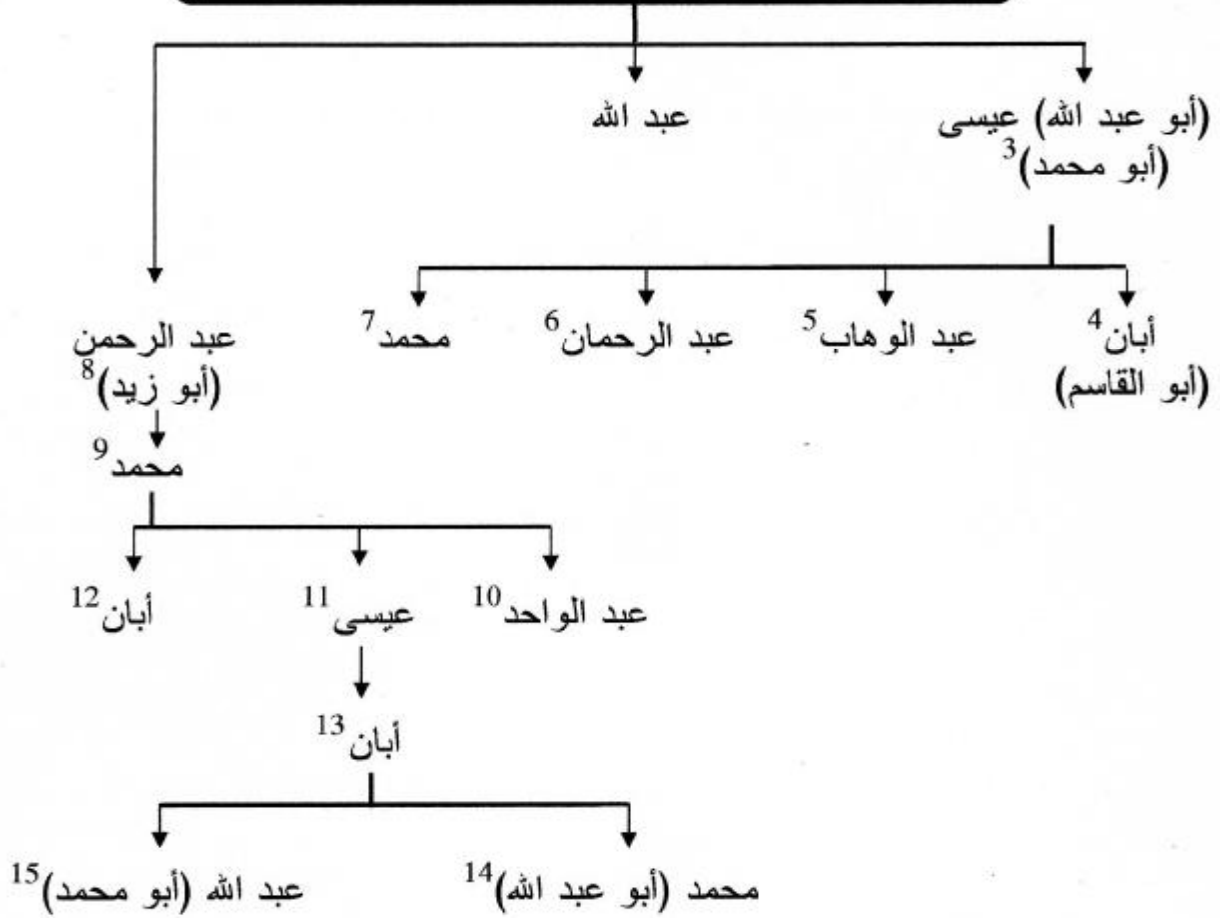 (أبو عبد الله) عيسى
(أبو محمد)3
عبد الله
أبان4
(أبو القاسم)
عبد الوهاب5
عبد الرحمان6
محمد7
عبد الرحمن
(أبو زيد)8
محمد9
عبد الواحد10
عيسى11
أبان12
أبان13
محمد (أبو عبد الله)14
عبد الله (أبو محمد)15